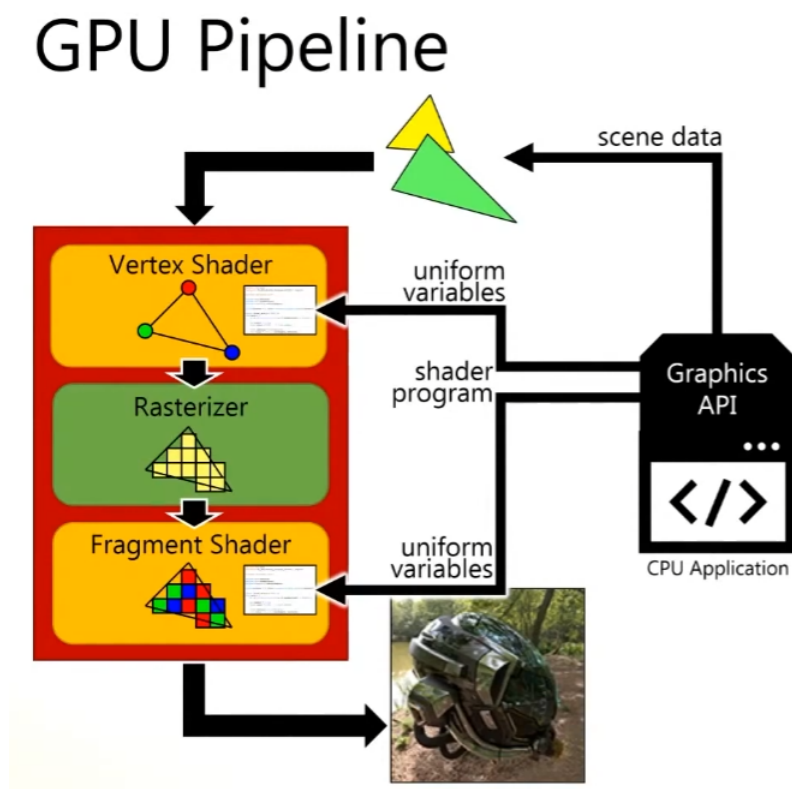 GPU Pipeline
scene data
Vertex Shader
uniform
variables
shader
program
Graphics
API
Rasterizer
</>
Fragment Shader
uniform
variables
CPU Application